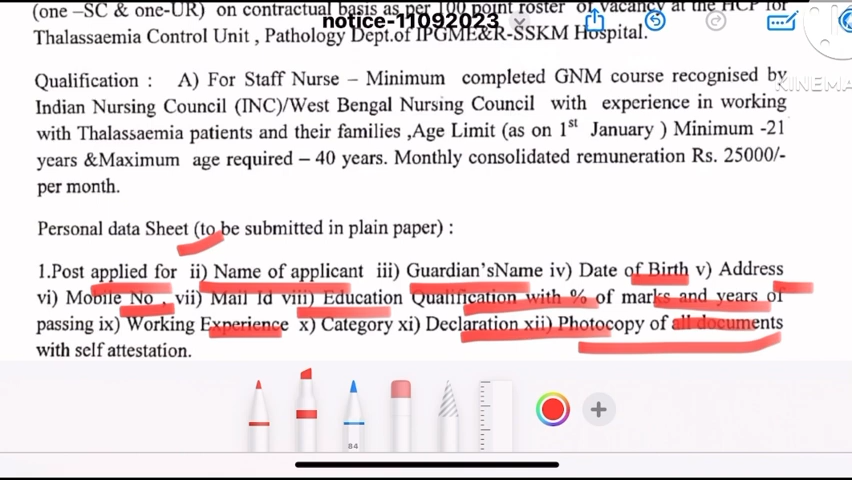 (one –SC & one-UR) on contractual basis as per 100 point roster of vacancy at the HCP for
notice-11092023
Thalassaemia Control Unit , Pathology Dept.of IPGME&R-SSKM Hospital.
KINEMA
Qualification : A) For Staff Nurse – Minimum completed GNM course recognised by
Indian Nursing Council (INC)/West Bengal Nursing Council with experience in working
with Thalassaemia patients and their families ,Age Limit (as on 1st January ) Minimum -21
years &Maximum age required – 40 years. Monthly consolidated remuneration Rs. 25000/-
per month.
Personal data Sheet (to be submitted in plain paper) :
1.Post applied for ii) Name of applicant iii) Guardian'sName iv) Date of Birth v) Address
vi) Mobile No , vii) Mail Id viii) Education Qualification with % of marks and years of
passing ix) Working Experience x) Category xi) Declaration xii) Photocopy of all documents
with self attestation.
84